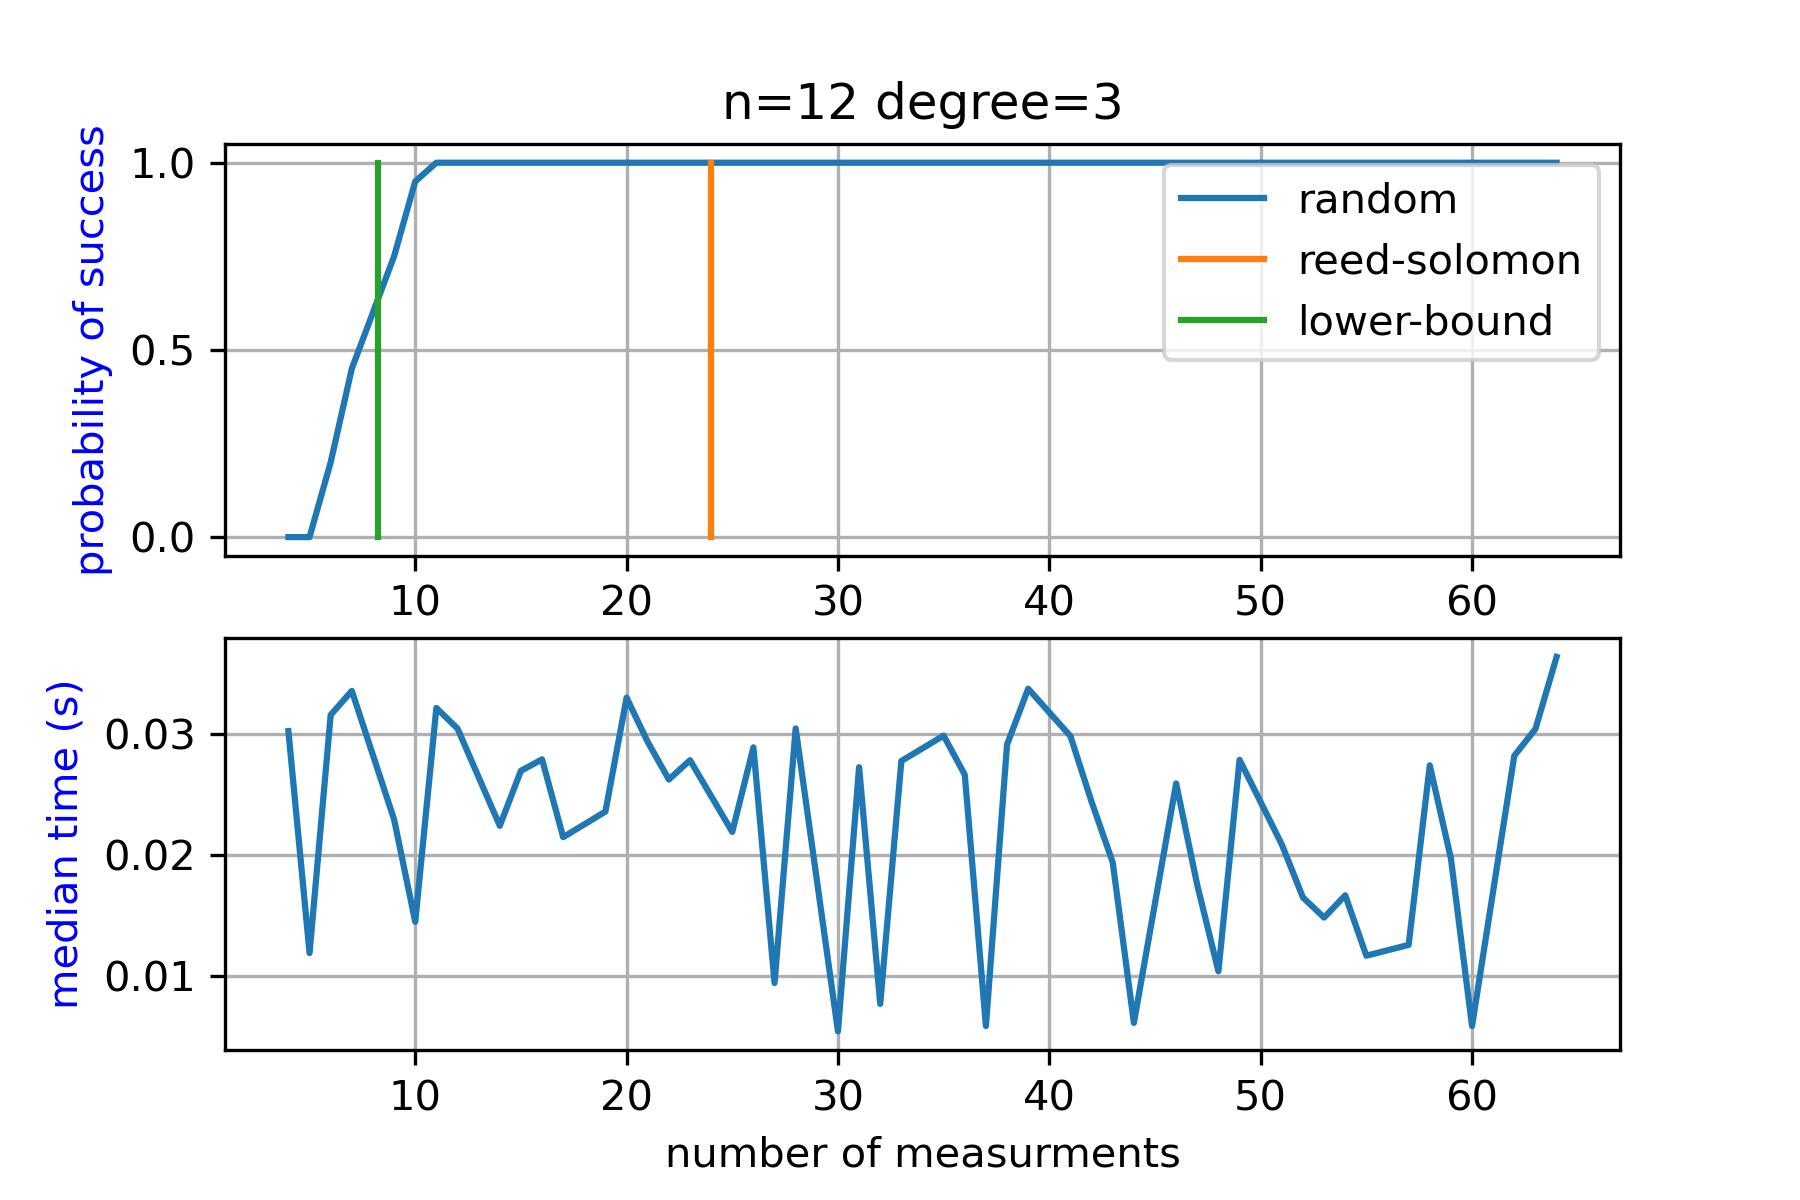 n=12 degree=3
probability of success
1.0
0.5
0.0
random
reed-solomon
lower-bound
10 20 30 40 50 60
median time (s)
0.03
0.02
0.01
10 20 30 40 50 60
number of measurments